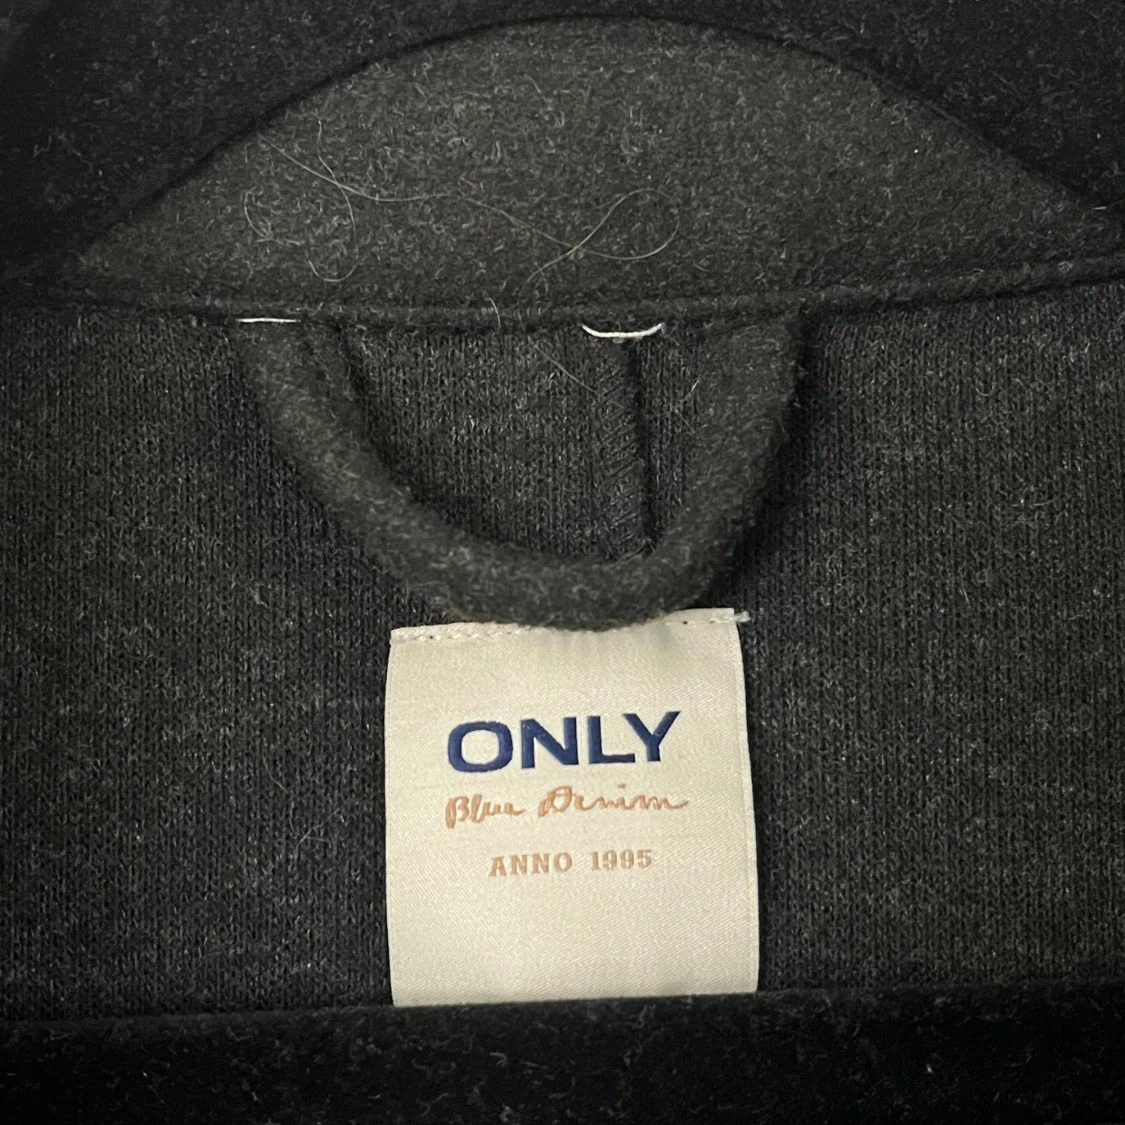 ONLY
Blue Denim
ANNO 1995